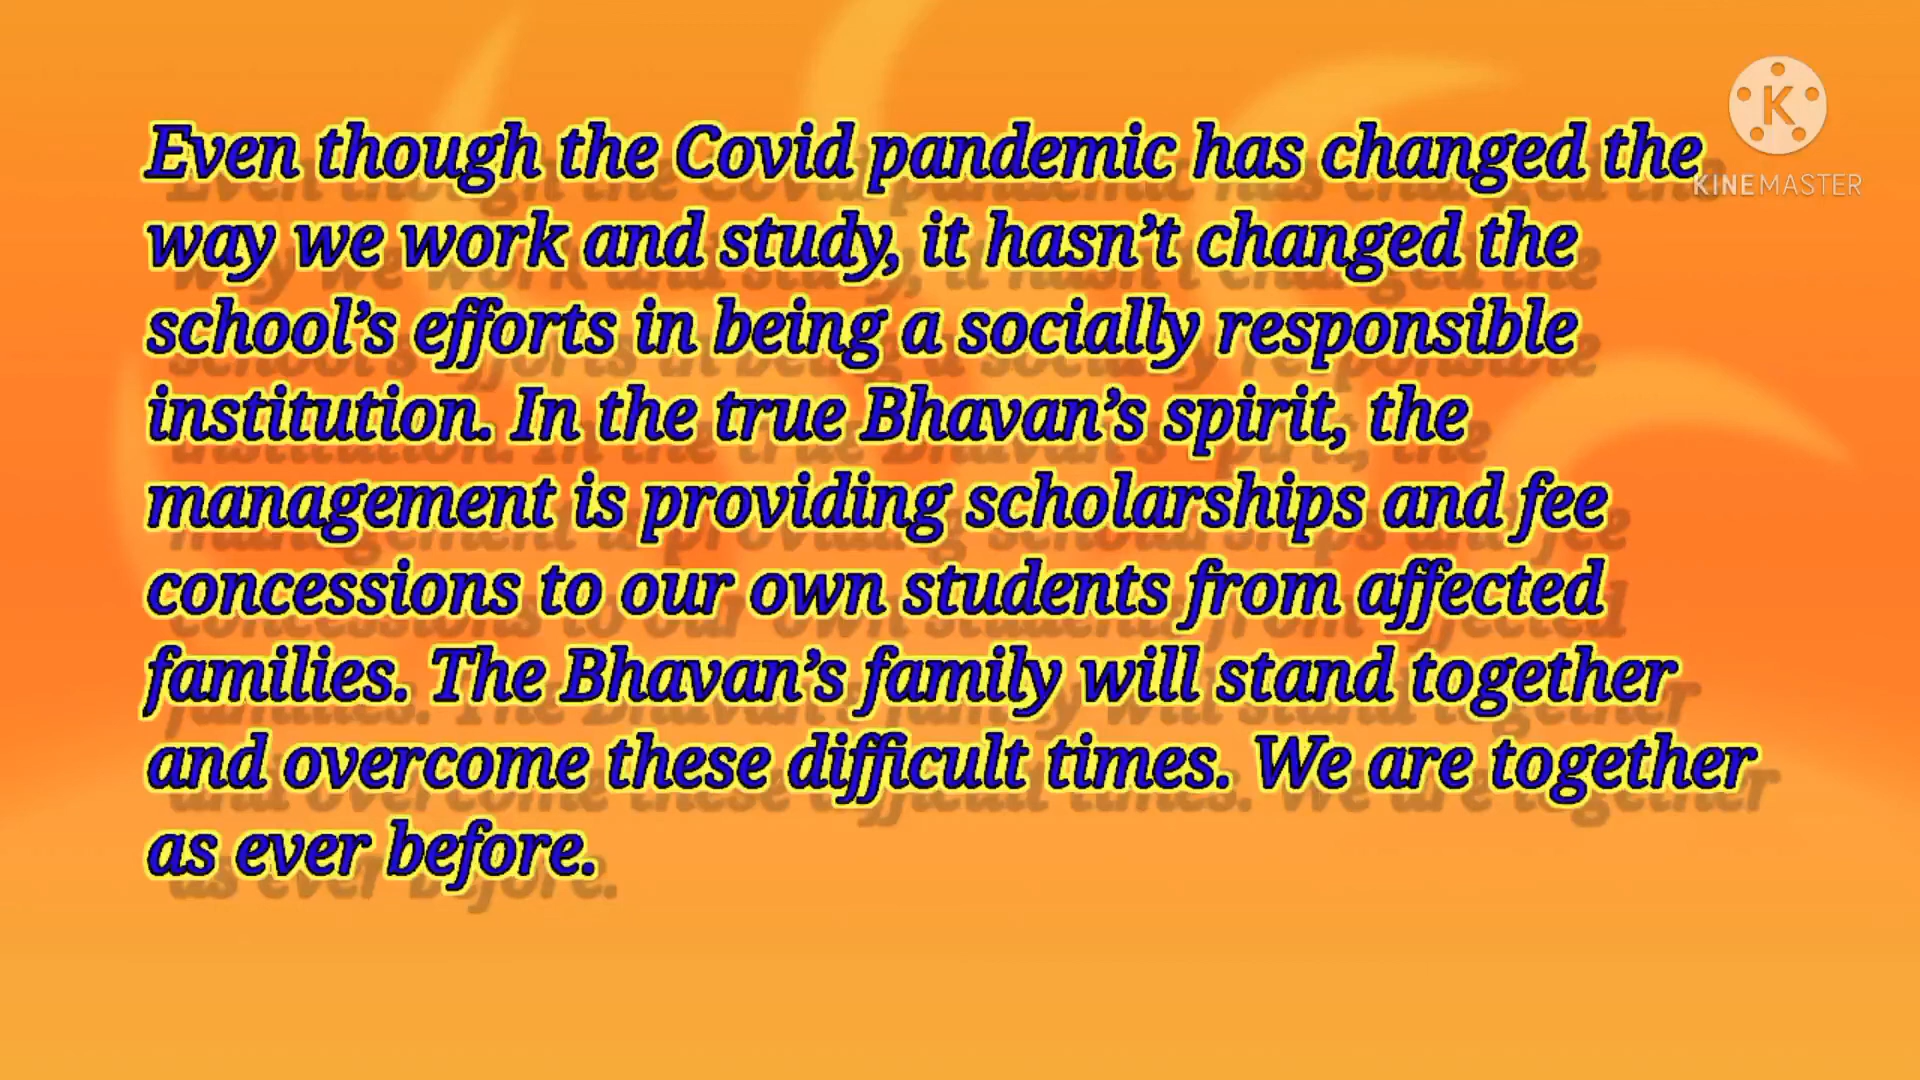 Even though the Covid pandemic has changed the
way we work and study, it hasn’t changed the
school’s efforts in being a socially responsible
institution. In the true Bhavan’s spirit, the
management is providing scholarships and fee
concessions to our own students from affected
families. The Bhavan’s family will stand together
and overcome these difficult times. We are together
as ever before.
K
KINEMASTER